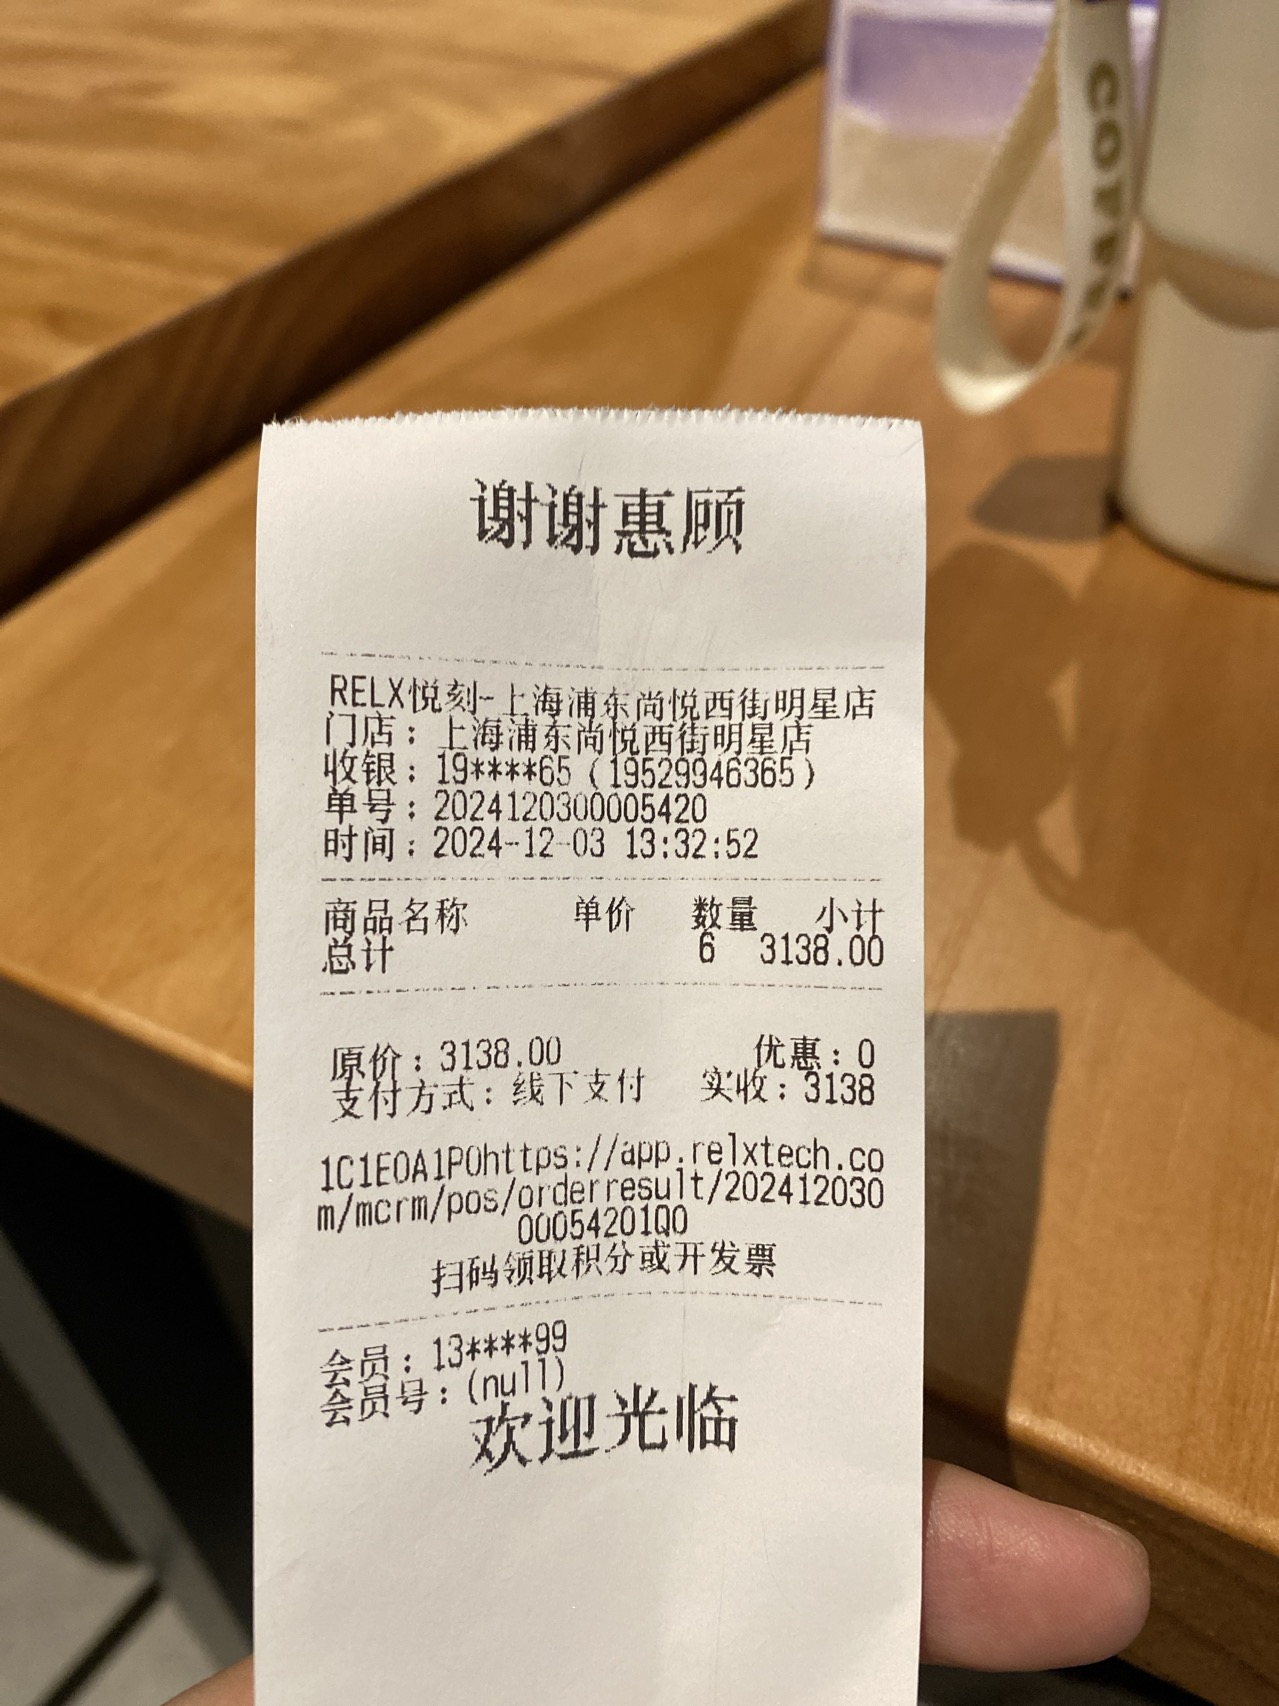 COFFE
谢谢惠顾
RELX悦刻-上海浦东尚悦西街明星店
门店：上海浦东尚悦西街明星店
收银：19****65（19529946365）
单号：2024120300005420
时间：2024-12-03 13:32:52
商品名称 单价 数量 小计
总计 6 3138.00
原价：3138.00 优惠：0
支付方式：线下支付 实收：3138
1C1E0A1P0https://app.relxtech.co
m/mcrm/pos/orderresult/202412030
00054201Q0
扫码领取积分或开发票
会员：13****99
会员号：(null)
欢迎光临